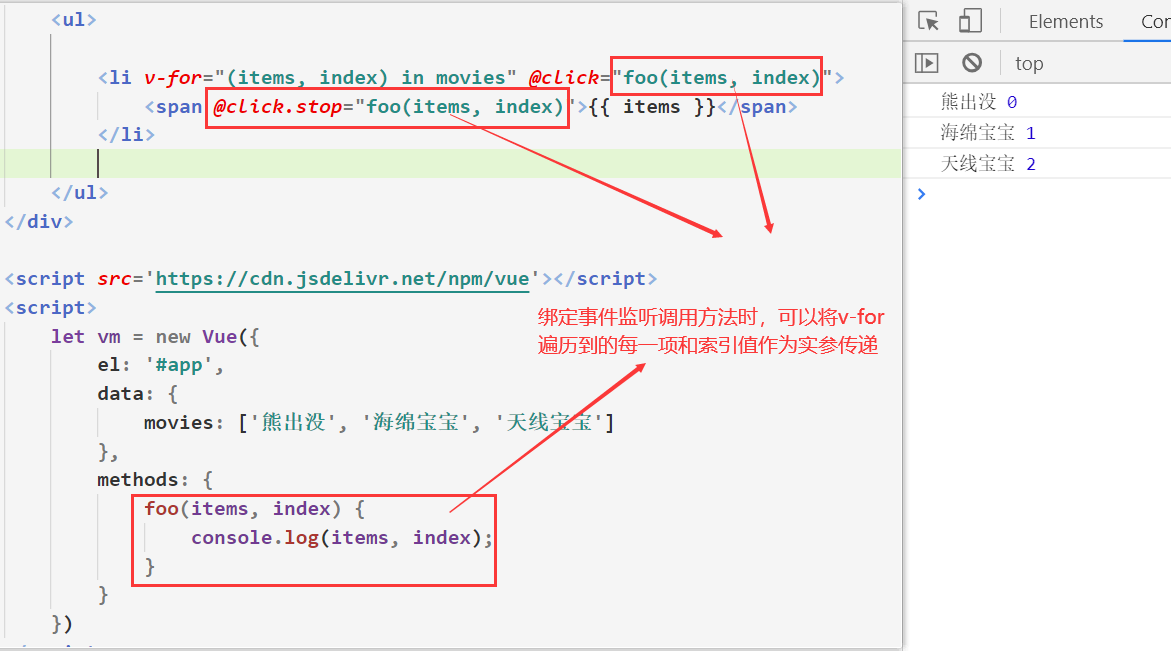 <ul>
<li v-for="(items, index) in movies" @click="foo(items, index)">
<span @click.stop="foo(items, index)">{{ items }}</span>
</li>
</ul>
</div>
<script src='https://cdn.jsdelivr.net/npm/vue'></script>
<script>
let vm = new Vue({
el: '#app',
data: {
movies: ['熊出没', '海绵宝宝', '天线宝宝']
},
methods: {
foo(items, index) {
console.log(items, index);
}
}
})
绑定事件监听调用方法时，可以将v-for
遍历到的每一项和索引值作为实参传递
Elements Con
top
熊出没 0
海绵宝宝 1
天线宝宝 2